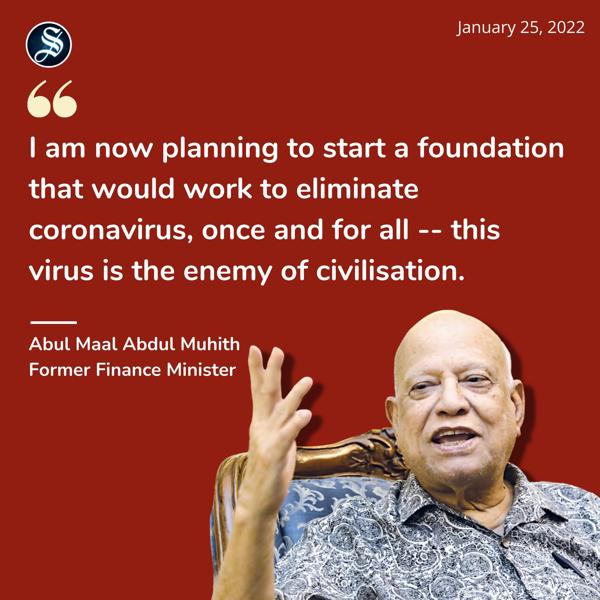 January 25, 2022
S
“
I am now planning to start a foundation
that would work to eliminate
coronavirus, once and for all -- this
virus is the enemy of civilisation.
Abul Maal Abdul Muhith
Former Finance Minister